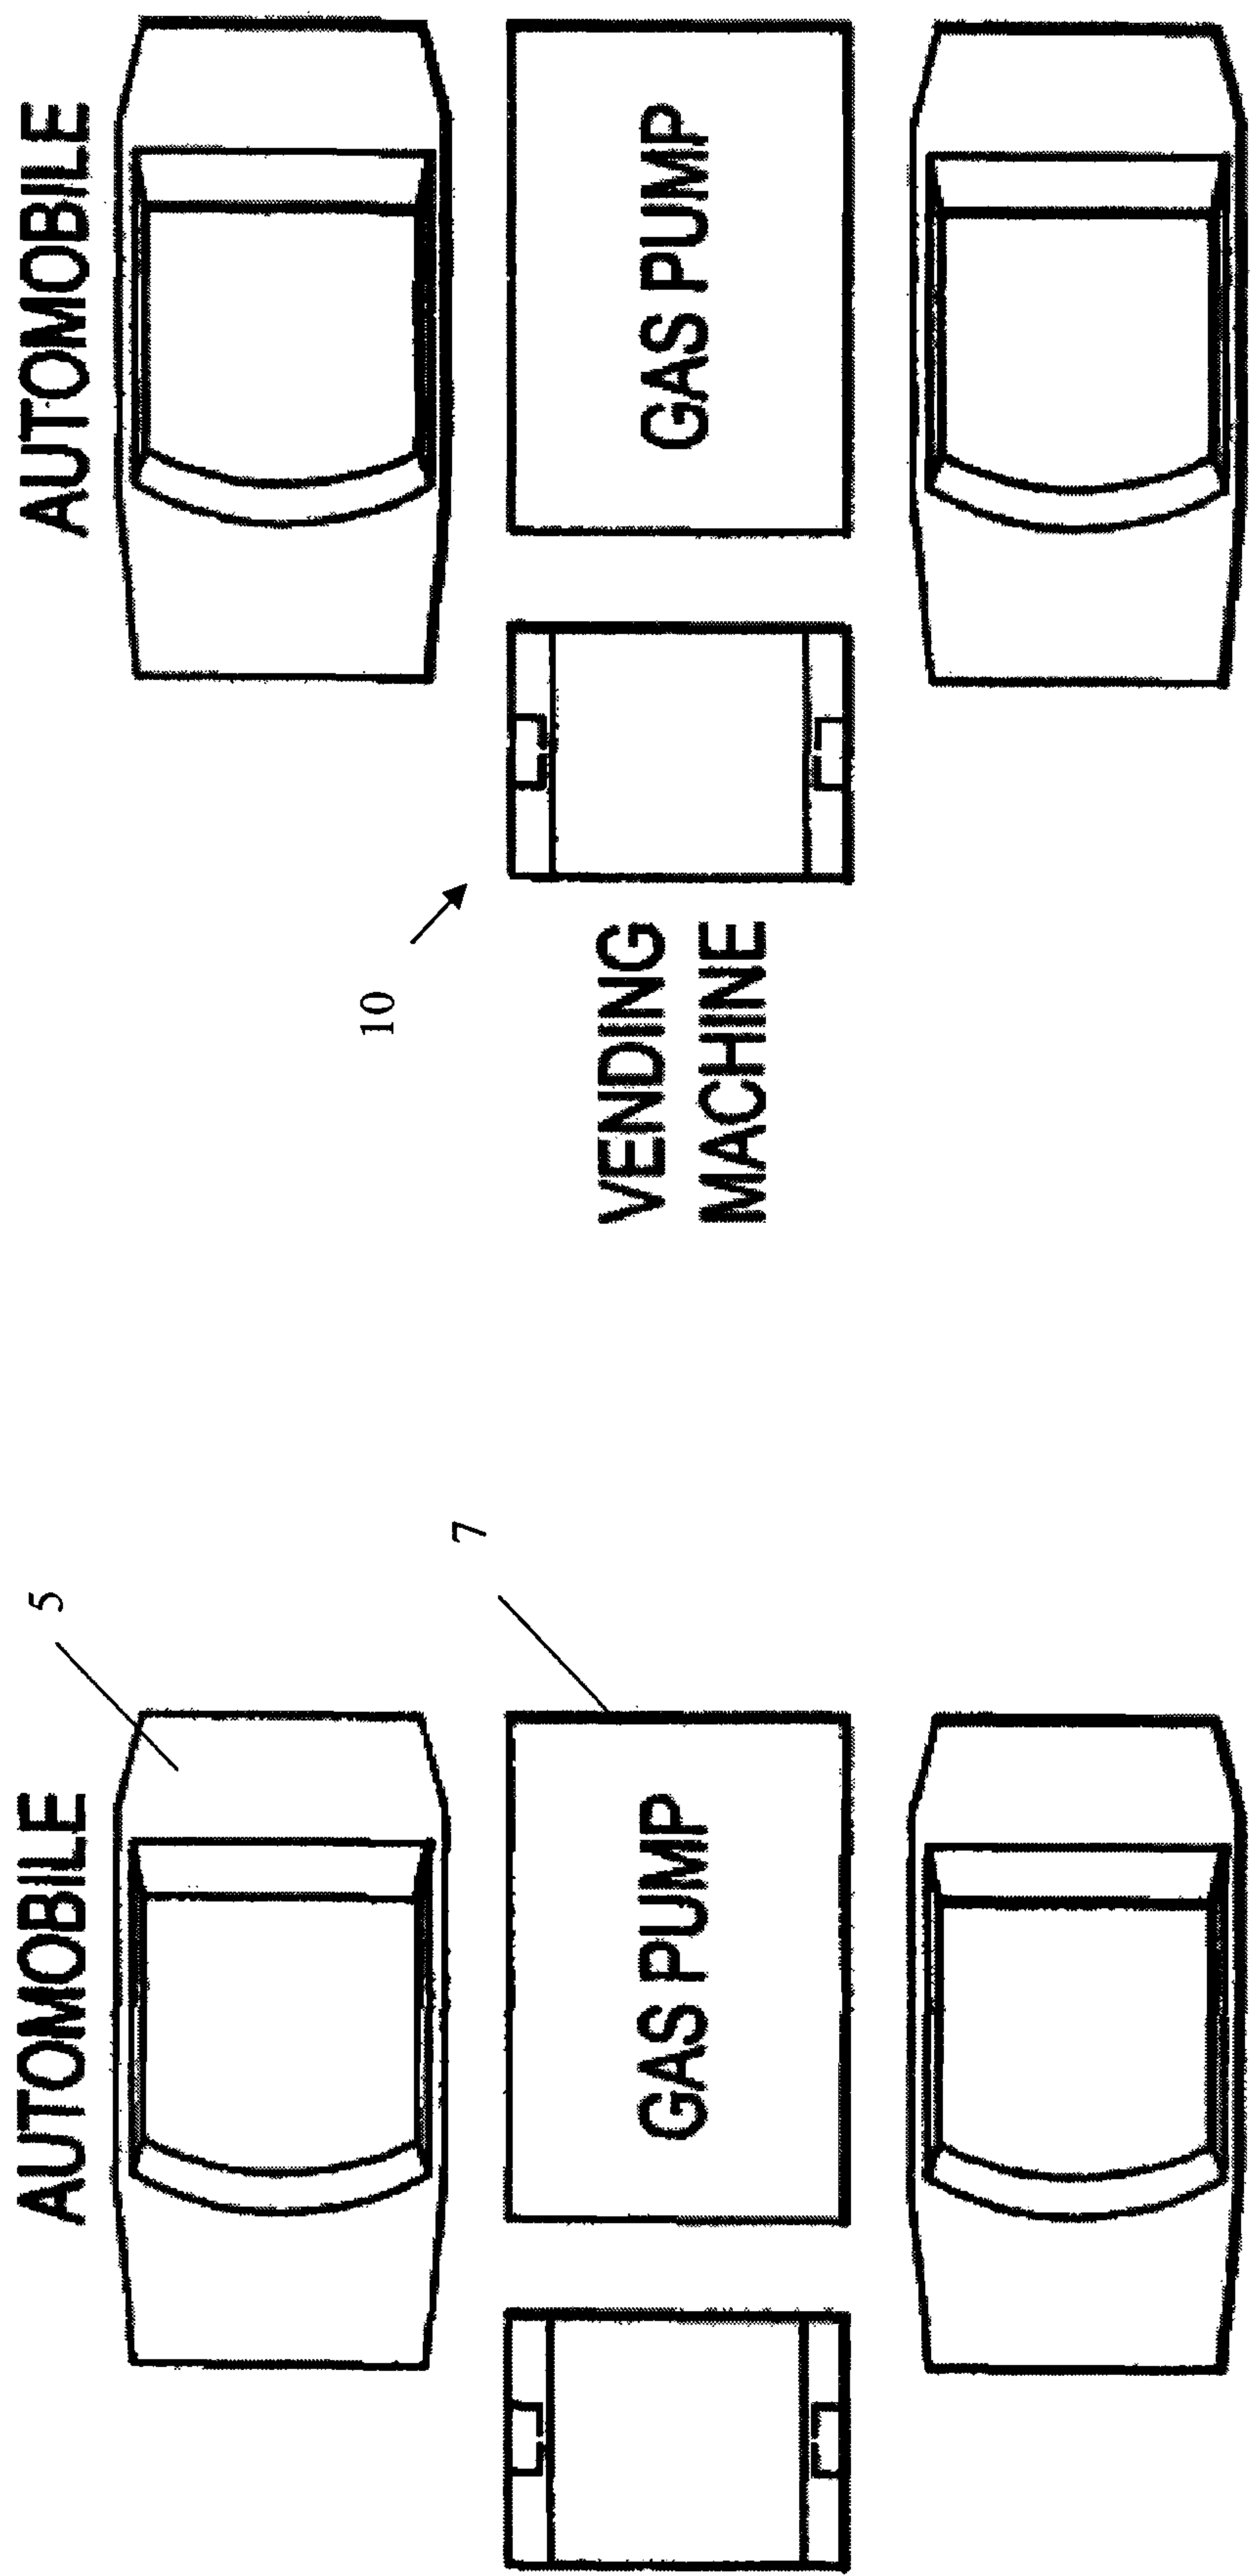 AUTOMOBILE
AUTOMOBILE
5
7
10
GAS PUMP
GAS PUMP
VENDING
MACHINE